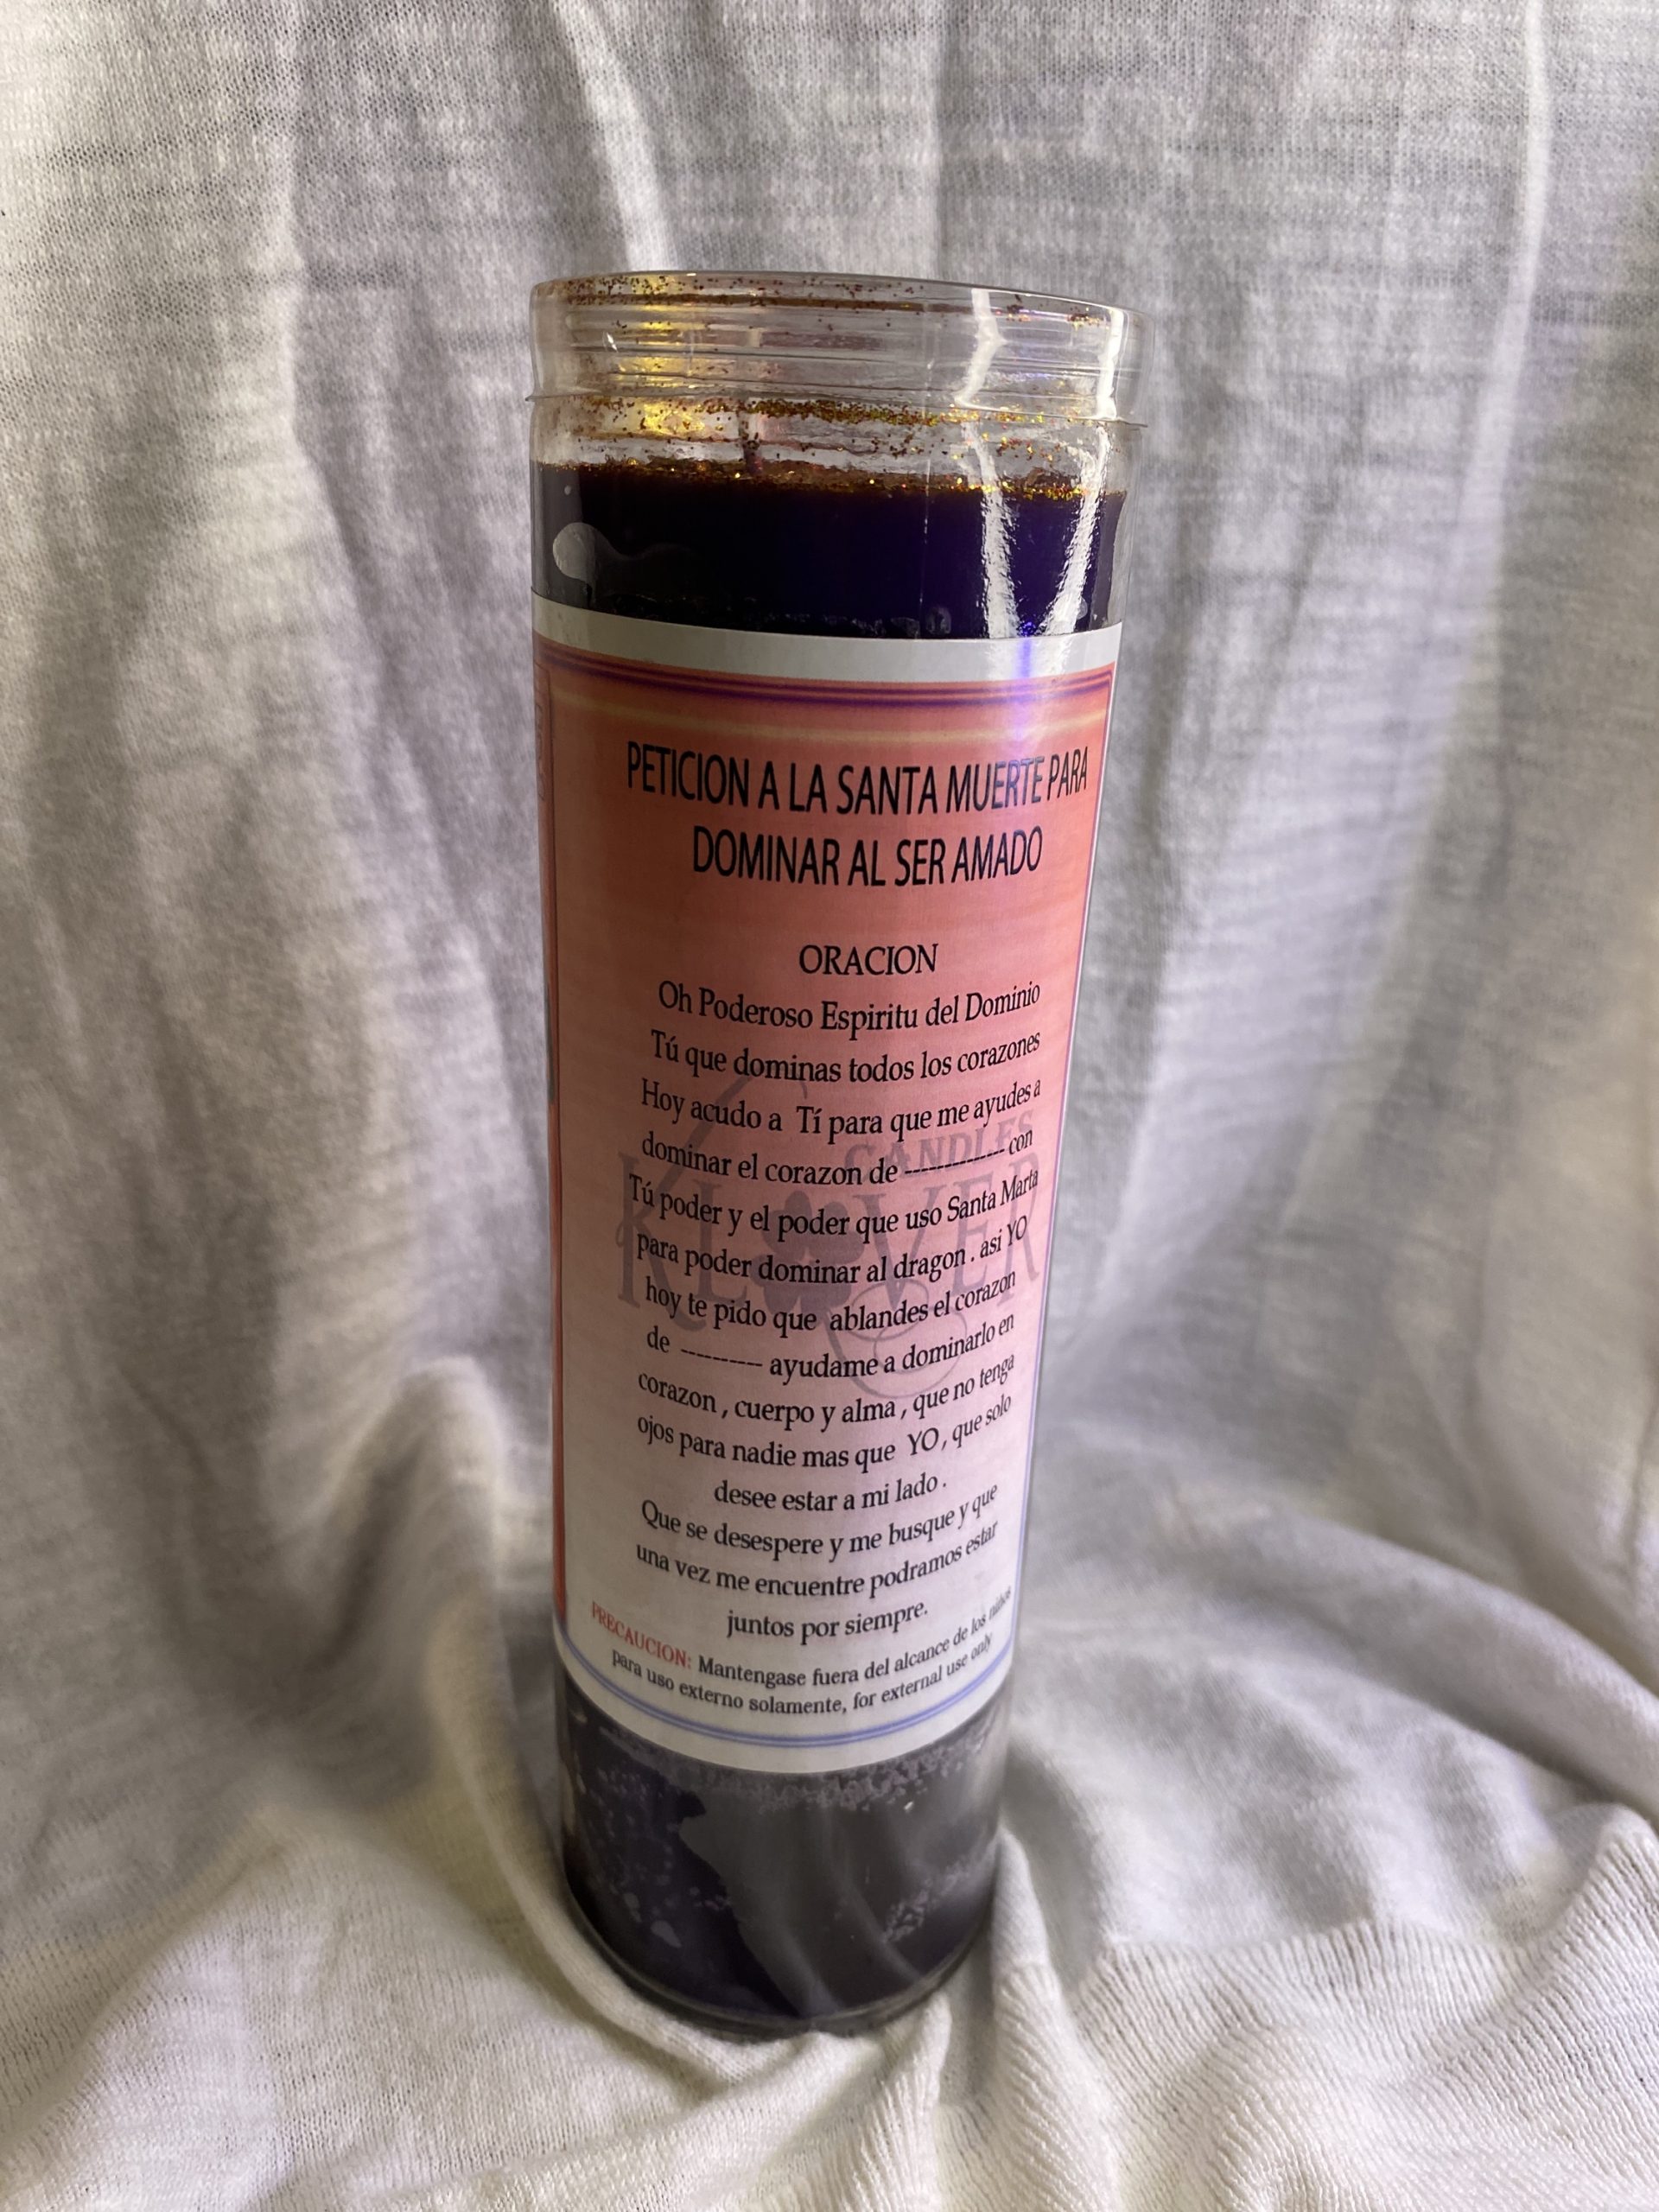 PETICION A LA SANTA MUERTE PARA
DOMINAR AL SER AMADO
ORACION
Oh Poderoso Espiritu del Dominio
Tú que dominas todos los corazones
Hoy acudo a Tí para que me ayudes a
dominar el corazon de ------------- con
Tú poder y el poder que uso Santa Marta
para poder dominar al dragon . asi YO
hoy te pido que ablandes el corazon
de ---------- ayudame a dominarlo en
corazon , cuerpo y alma , que no tenga
ojos para nadie mas que YO , que solo
desee estar a mi lado .
Que se desespere y me busque y que
una vez me encuentre podramos estar
juntos por siempre.
PRECAUCION: Mantengase fuera del alcance de los niños
para uso externo solamente, for external use only
CANDLES
KLOVER